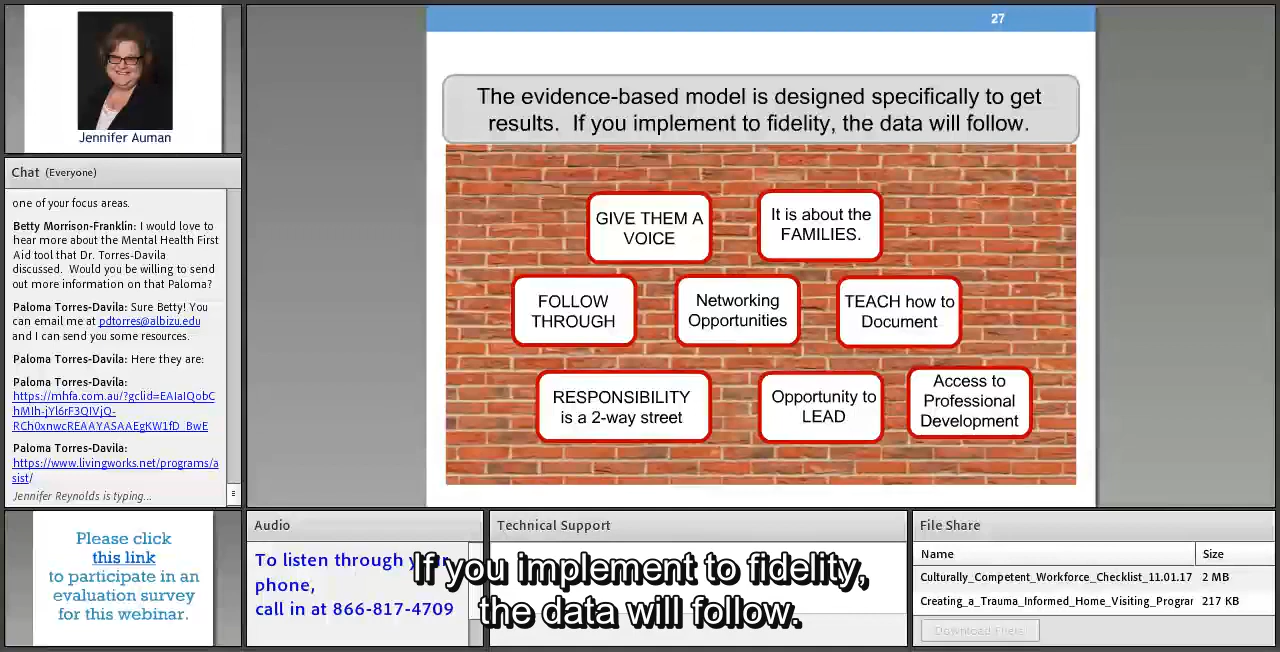 Jennifer Auman
Chat (Everyone)
one of your focus areas.
Betty Morrison-Franklin: I would love to
hear more about the Mental Health First
Aid tool that Dr. Torres-Davila
discussed. Would you be willing to send
out more information on that Paloma?
Paloma Torres-Davila: Sure Betty! You
can email me at pdtorres@albizu.edu
and I can send you some resources.
Paloma Torres-Davila: Here they are:
Paloma Torres-Davila:
https://mhfa.com.au/?gclid=EAIaIQobC
hMIh-jYl6rF3QIVjQ-
RCh0xnwcREAAYASAAEgKW1fD_BwE
Paloma Torres-Davila:
https://www.livingworks.net/programs/a
sist/
Jennifer Reynolds is typing...
27
The evidence-based model is designed specifically to get
results. If you implement to fidelity, the data will follow.
GIVE THEM A
VOICE
It is about the
FAMILIES.
FOLLOW
THROUGH
Networking
Opportunities
TEACH how to
Document
RESPONSIBILITY
is a 2-way street
Opportunity to
LEAD
Access to
Professional
Development
Please click
this link
to participate in an
evaluation survey
for this webinar.
Audio
To listen through your
phone,
call in at 866-817-4709
Technical Support
If you implement to fidelity,
the data will follow.
File Share
Name Size
Culturally_Competent_Workforce_Checklist_11.01.17 2 MB
Creating_a_Trauma_Informed_Home_Visiting_Prograr 217 KB
Download File(s)